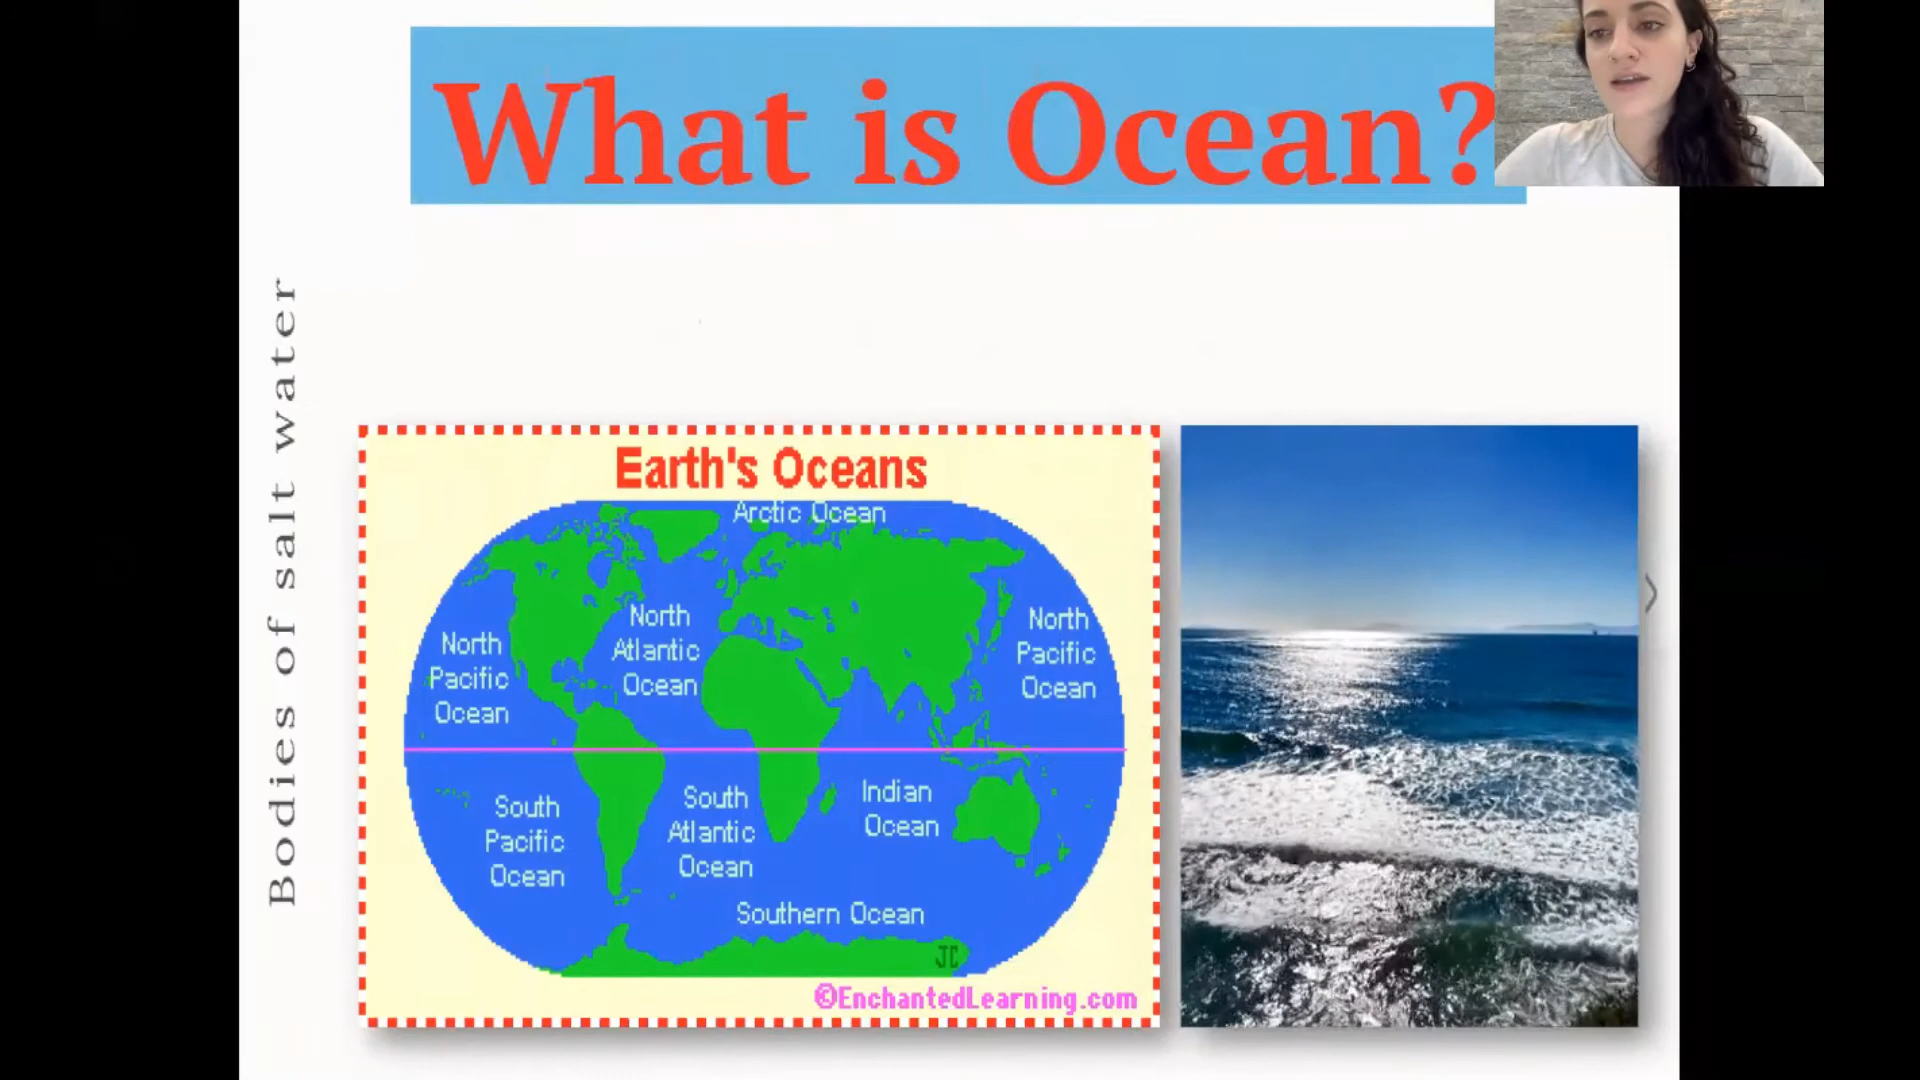 What is Ocean?
Bodies of salt water
Earth's Oceans
Arctic Ocean
North
Pacific
Ocean
North
Atlantic
Ocean
North
Pacific
Ocean
South
Pacific
Ocean
South
Atlantic
Ocean
Indian
Ocean
Southern Ocean
JC
©EnchantedLearning.com